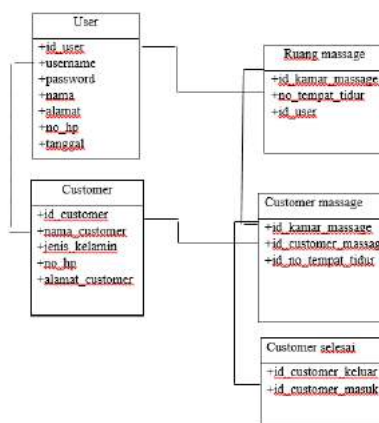 User
+id_user
+username
+password
+nama
+alamat
+no_hp
+tanggal
Ruang massage
+id_kamar_massage
+no_tempat_tidur
+id_user
Customer
+id_customer
+nama_customer
+jenis_kelamin
+no_hp
+alamat_customer
Customer massage
+id_kamar_massage
+id_customer_massag
+id_no_tempat_tidur
Customer selesai
+id_customer_keluar
+id_customer_masuk